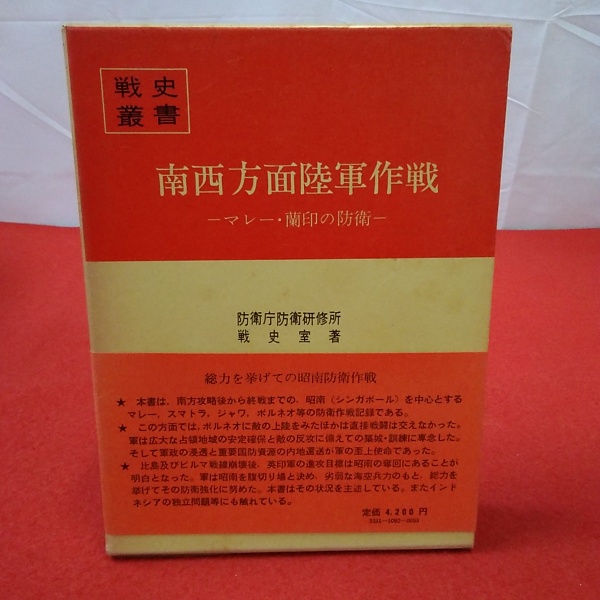 戦史
叢書
南西方面陸軍作戦
―マレー・蘭印の防衛―
防衛庁防衛研修所
戦史室著
総力を挙げての昭南防衛作戦
★ 本書は、南方攻略後から終戦までの、昭南（シンガポール）を中心とする
マレー、スマトラ、ジャワ、ボルネオ等の防衛作戦記録である。
★ この方面では、ボルネオに敵の上陸をみたほかは直接戦闘は交えなかった。
軍は広大な占領地域の安定確保と敵の反攻に備えての築城・訓練に専念した。
そして軍政の浸透と重要国防資源の内地還送が軍の至上使命であった。
★ 比島及びビルマ戦線崩壊後、英印軍の進攻目標は昭南の奪回にあることが
明白となった。軍は昭南を腹切り場と決め、劣弱な海空兵力のもと、総力を
挙げてその防衛強化に努めた。本書はその状況を主述している。またインド
ネシアの独立問題等にも触れている。
定価 4,200円